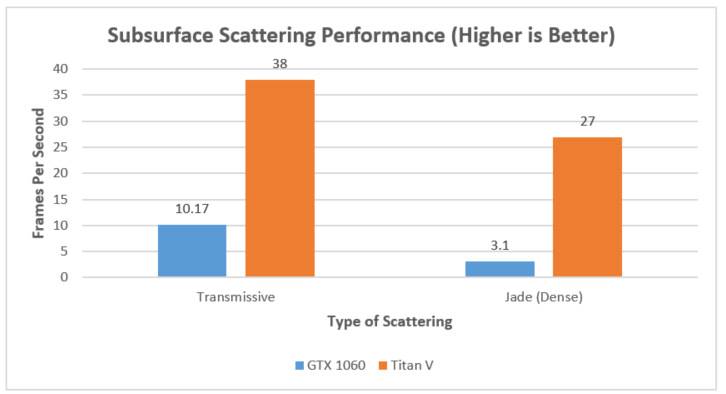 Subsurface Scattering Performance (Higher is Better)
Frames Per Second
40
35
30
25
20
15
10
5
0
10.17
38
3.1
27
Transmissive
Jade (Dense)
Type of Scattering
GTX 1060
Titan V